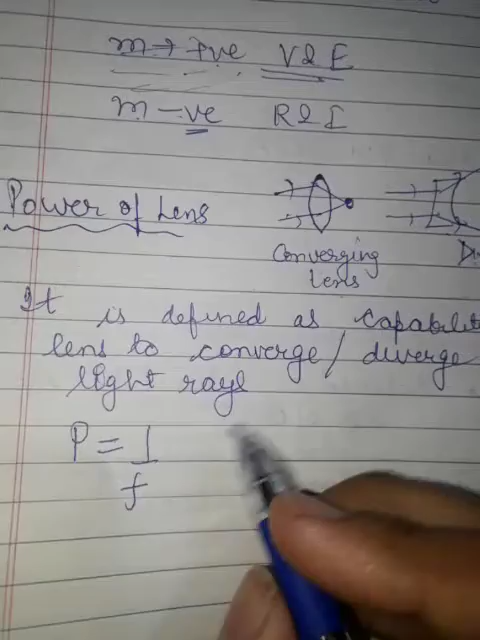 m → +ve V & E
m - ve R & I
Power of Lens
Converging
lens
It is defined as
lens to converge / diverge
light rays
P = 1
f